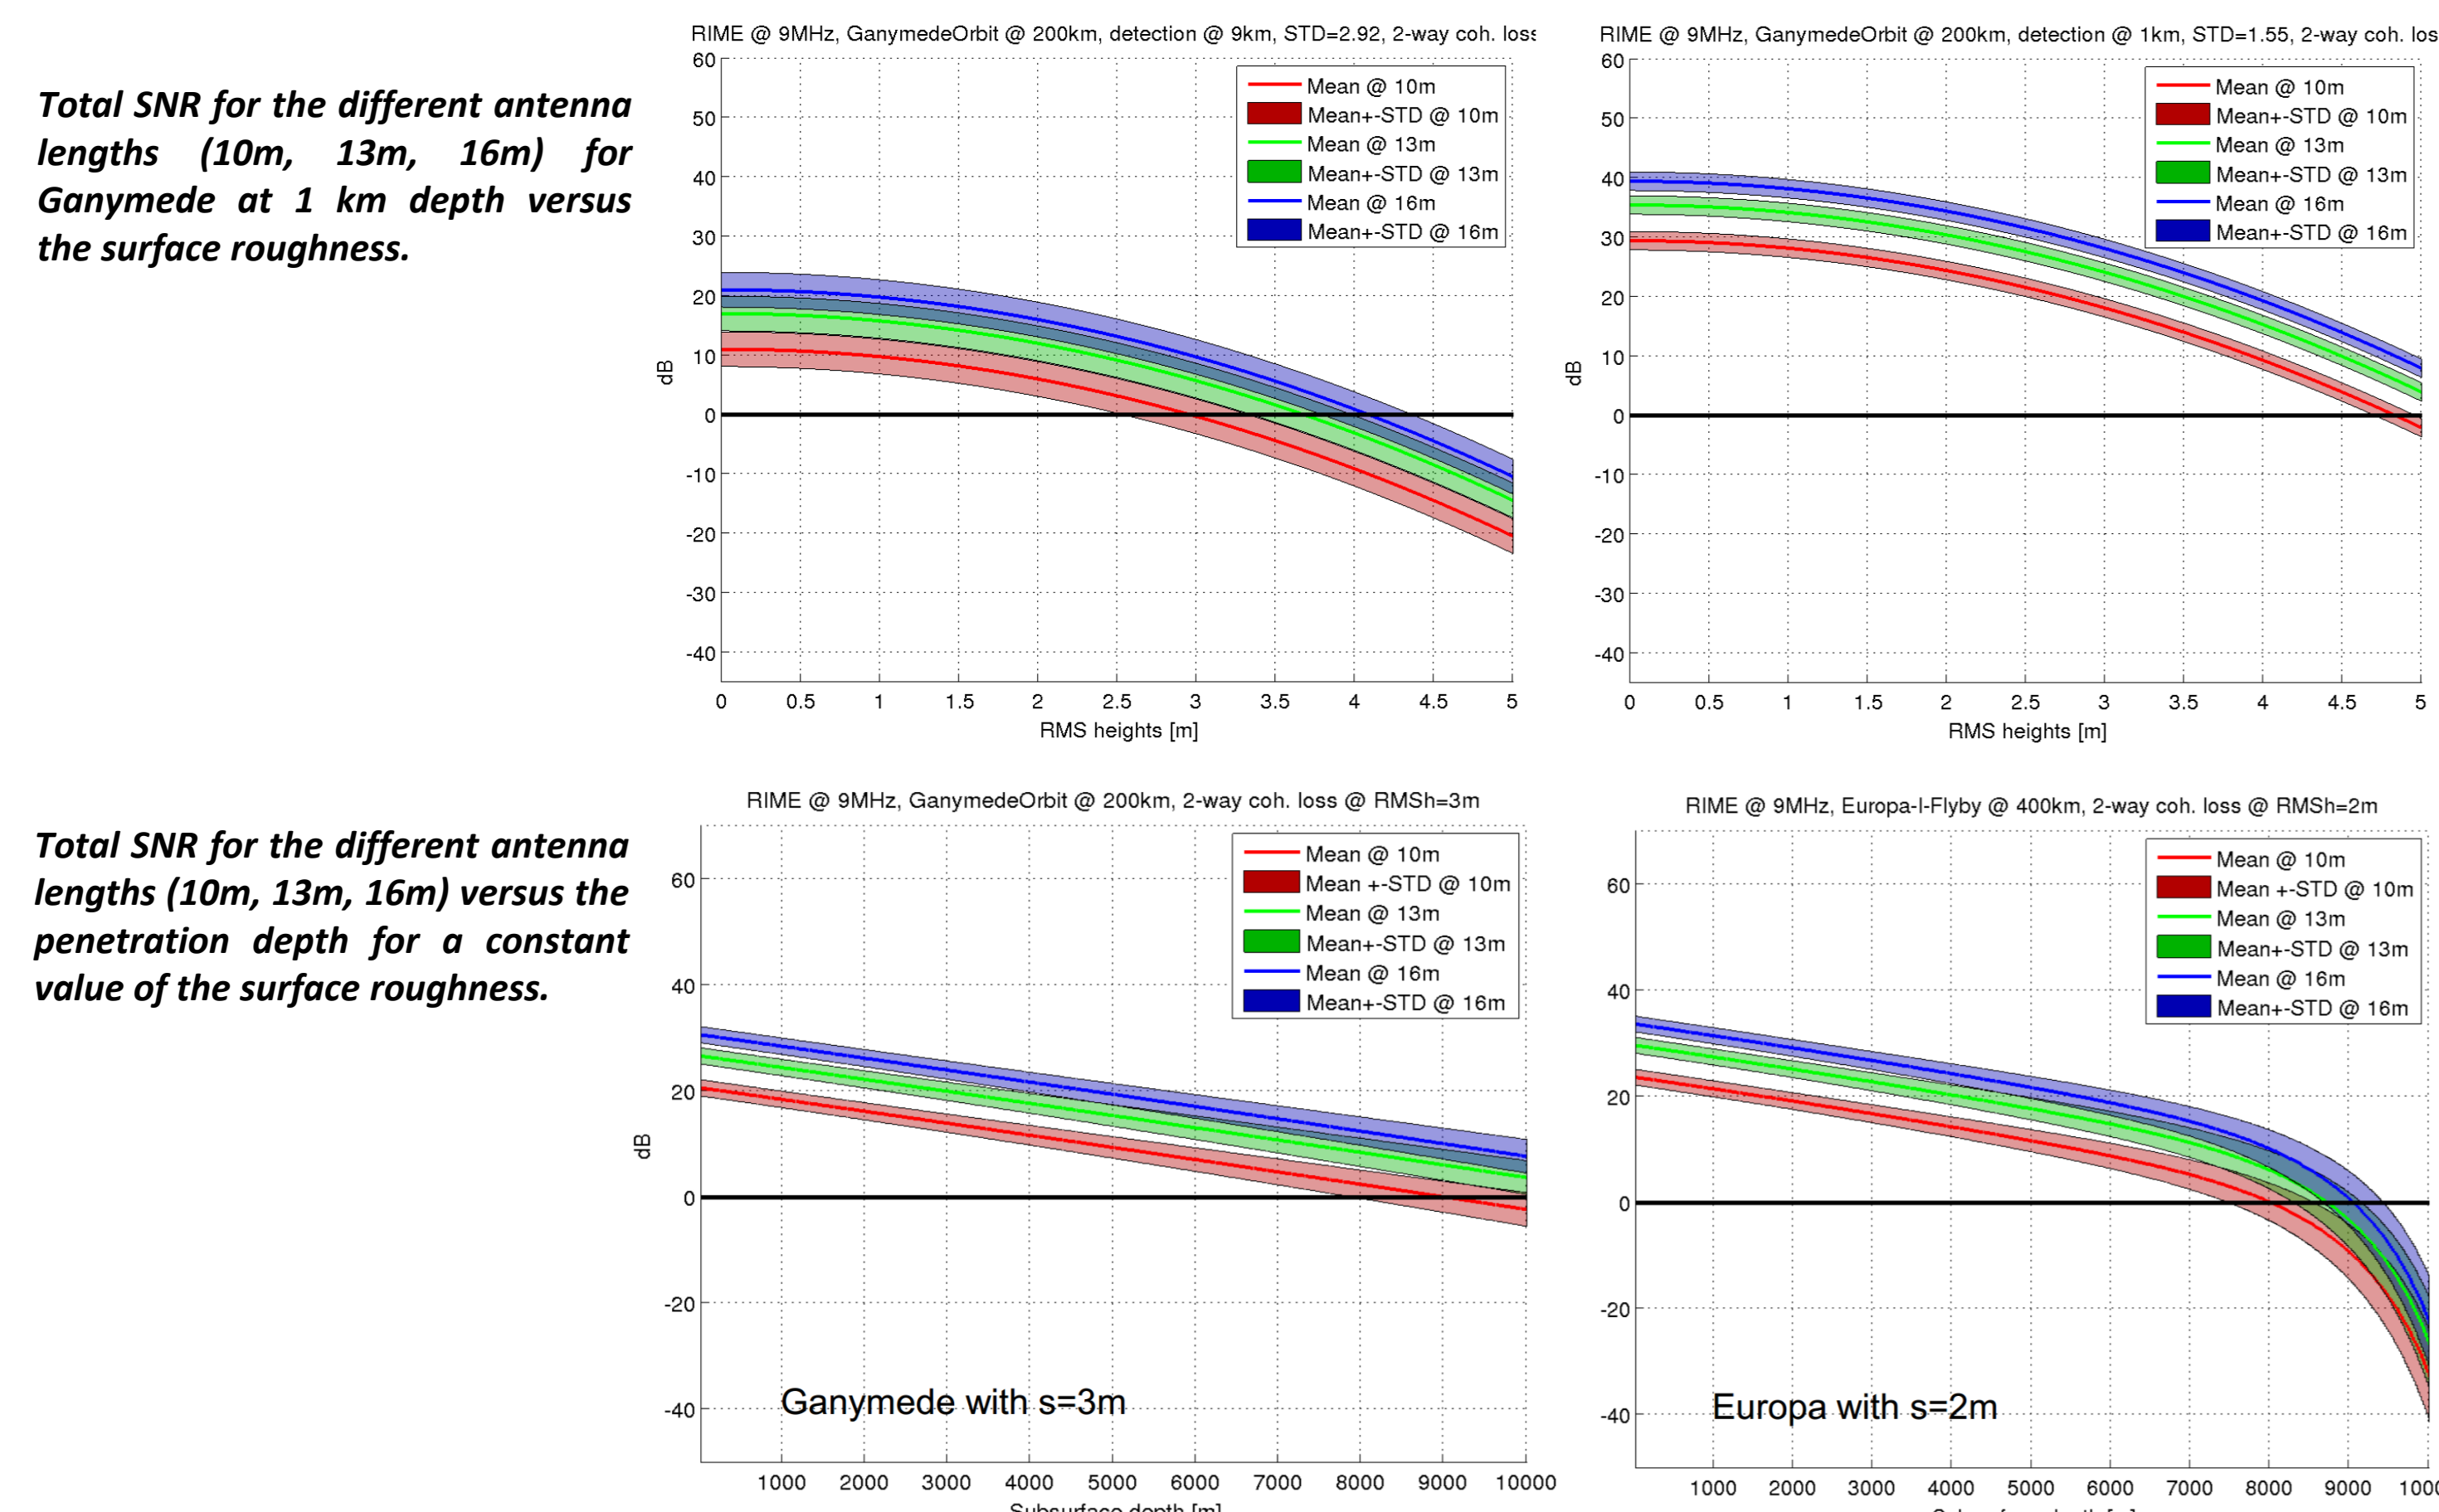 Total SNR for the different antenna
lengths (10m, 13m, 16m) for
Ganymede at 1 km depth versus
the surface roughness.
RIME @ 9MHz, GanymedeOrbit @ 200km, detection @ 9km, STD=2.92, 2-way coh. loss
60
50
40
30
20
10
0
-10
-20
-30
-40
dB
Mean @ 10m
Mean+-STD @ 10m
Mean @ 13m
Mean+-STD @ 13m
Mean @ 16m
Mean+-STD @ 16m
0 0.5 1 1.5 2 2.5 3 3.5 4 4.5 5
RMS heights [m]
RIME @ 9MHz, GanymedeOrbit @ 200km, detection @ 1km, STD=1.55, 2-way coh. los
60
50
40
30
20
10
0
-10
-20
-30
-40
dB
Mean @ 10m
Mean+-STD @ 10m
Mean @ 13m
Mean+-STD @ 13m
Mean @ 16m
Mean+-STD @ 16m
0 0.5 1 1.5 2 2.5 3 3.5 4 4.5 5
RMS heights [m]
Total SNR for the different antenna
lengths (10m, 13m, 16m) versus the
penetration depth for a constant
value of the surface roughness.
RIME @ 9MHz, GanymedeOrbit @ 200km, 2-way coh. loss @ RMSh=3m
60
40
20
0
-20
-40
dB
Mean @ 10m
Mean +-STD @ 10m
Mean @ 13m
Mean+-STD @ 13m
Mean @ 16m
Mean+-STD @ 16m
Ganymede with s=3m
1000 2000 3000 4000 5000 6000 7000 8000 9000 10000
Subsurface depth [m]
RIME @ 9MHz, Europa-I-Flyby @ 400km, 2-way coh. loss @ RMSh=2m
60
40
20
0
-20
-40
Mean @ 10m
Mean +-STD @ 10m
Mean @ 13m
Mean+-STD @ 13m
Mean @ 16m
Mean+-STD @ 16m
Europa with s=2m
1000 2000 3000 4000 5000 6000 7000 8000 9000 1000